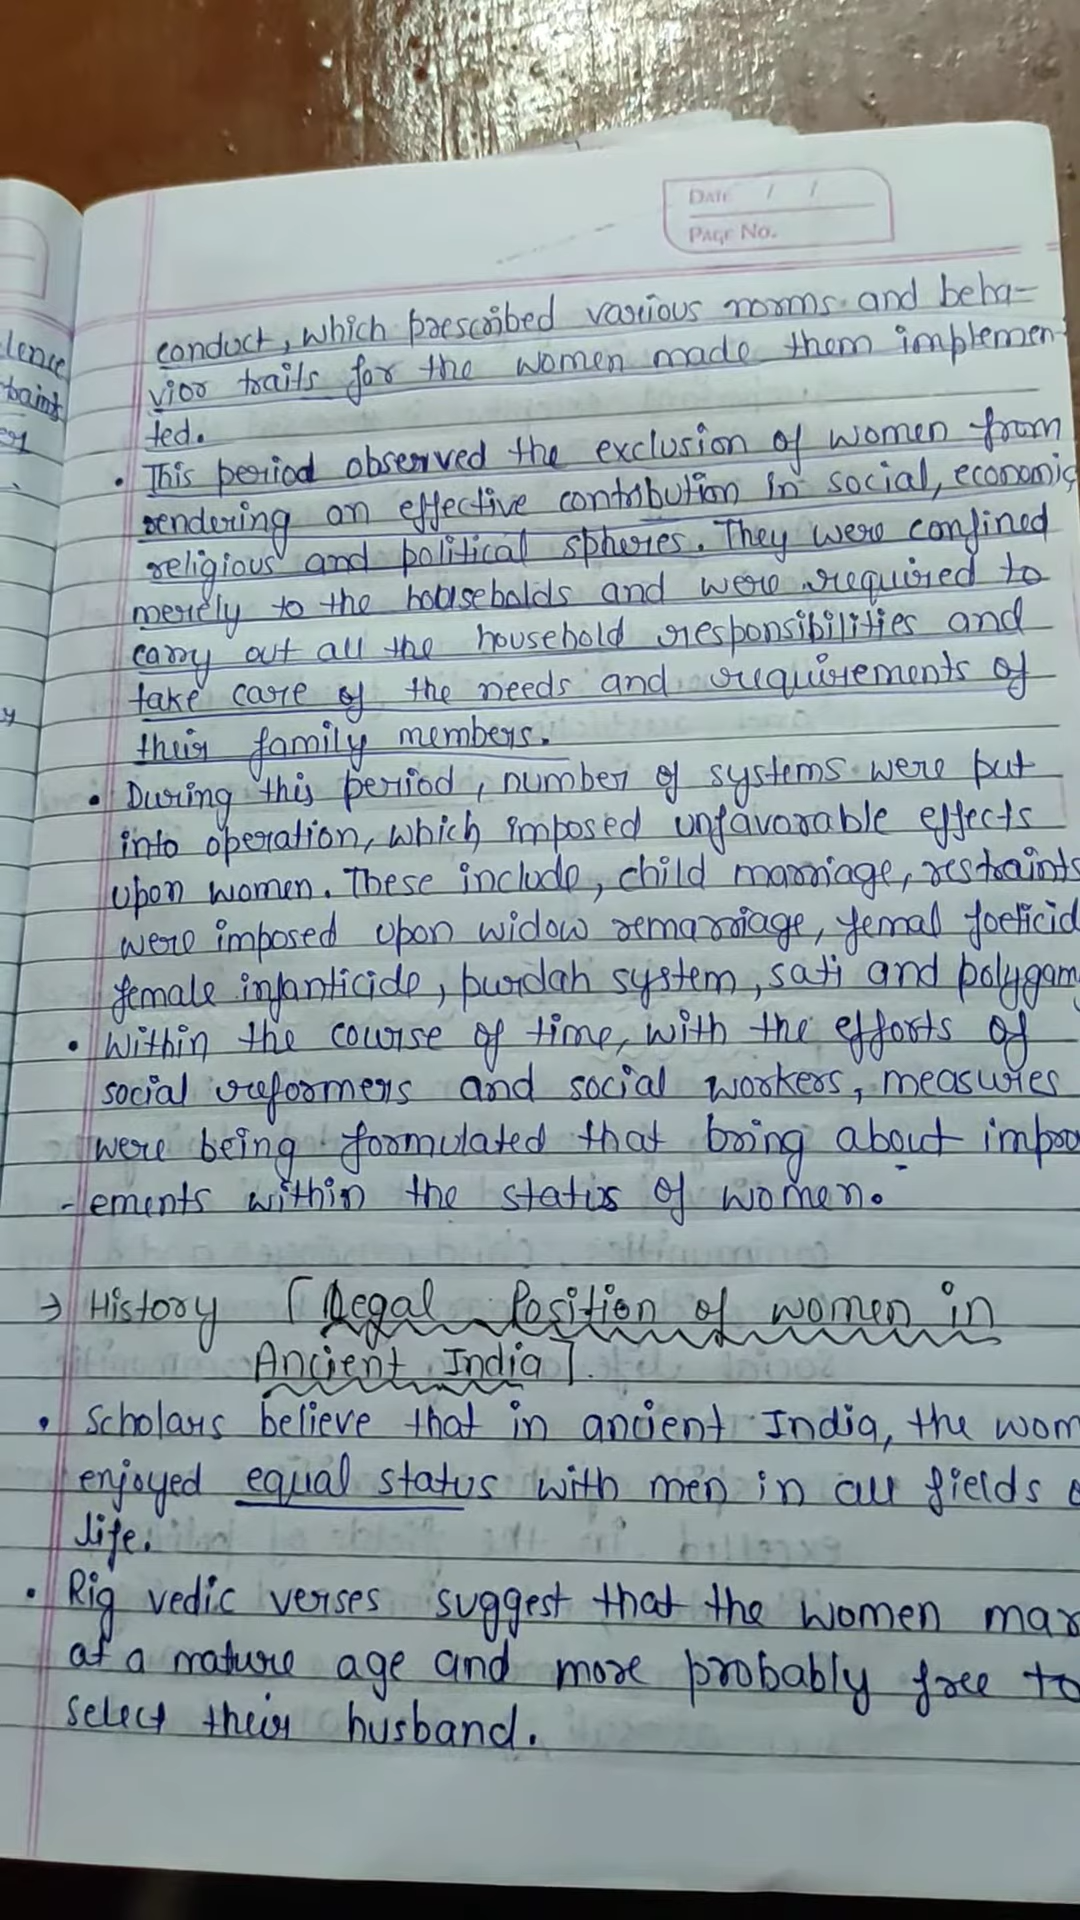 DATE / /
PAGE No.
conduct, which prescribed various norms and beha-
vior traits for the women made them implemen-
ted.
• This period observed the exclusion of women from
rendering an effective contribution in social, economic,
religious and political spheres. They were confined
merely to the households and were required to
carry out all the household responsibilities and
take care of the needs and requirements of
their family members.
• During this period, number of systems were put
into operation, which imposed unfavorable effects
upon women. These include, child marriage, restraints
were imposed upon widow remarriage, femal foeticid
female infanticide, purdah system, sati and polygam
• Within the course of time, with the efforts of
social reformers and social workers, measures
were being formulated that bring about impro
-ements within the status of women.
→ History [Legal Position of women in
Ancient India].
• Scholars believe that in ancient India, the wom
enjoyed equal status with men in all fields o
life.
• Rig vedic verses suggest that the women mar
at a mature age and more probably free to
select their husband.